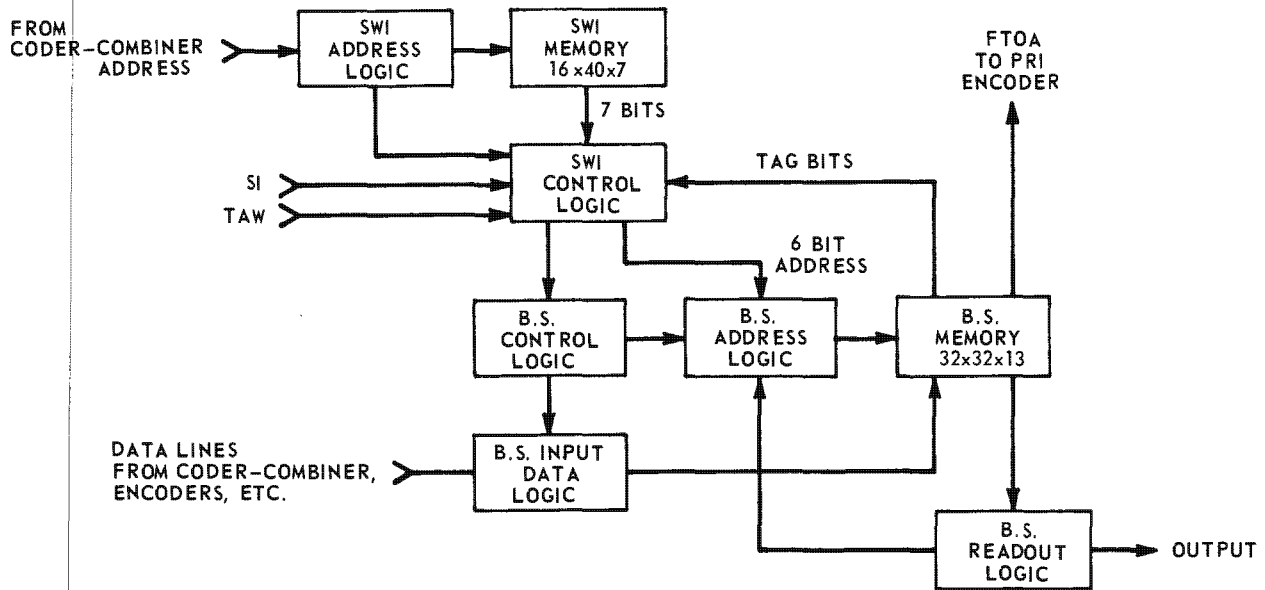 FROM
CODER-COMBINER
ADDRESS
SWI
ADDRESS
LOGIC
SWI
MEMORY
16x40x7
FTOA
TO PRI
ENCODER
7 BITS
SI
TAW
SWI
CONTROL
LOGIC
TAG BITS
6 BIT
ADDRESS
B.S.
CONTROL
LOGIC
B.S.
ADDRESS
LOGIC
B.S.
MEMORY
32x32x13
DATA LINES
FROM CODER-COMBINER,
ENCODERS, ETC.
B.S. INPUT
DATA
LOGIC
B.S.
READOUT
LOGIC
OUTPUT